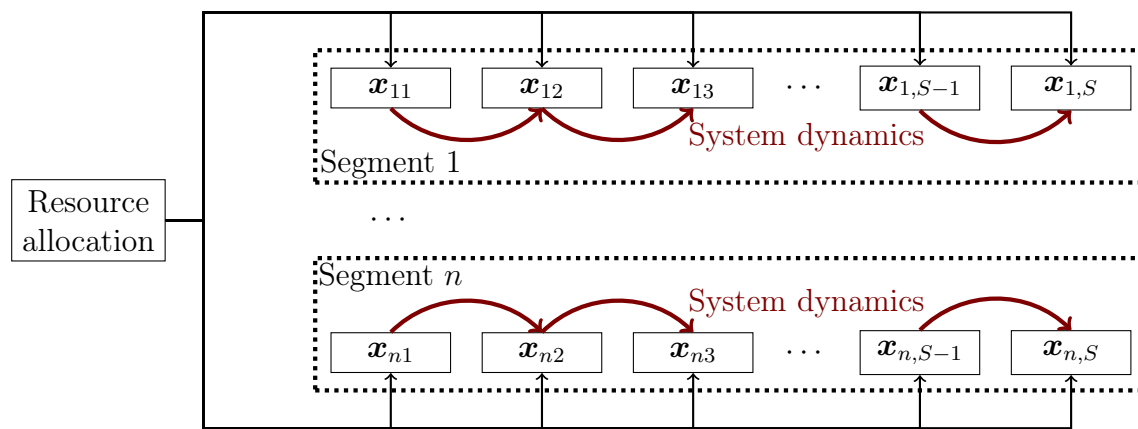 x₁₁ x₁₂ x₁₃ ⋯ x₁,S₋₁ x₁,S
System dynamics
Segment 1
Resource
allocation
⋯
Segment n
System dynamics
xₙ₁ xₙ₂ xₙ₃ ⋯ xₙ,S₋₁ xₙ,S